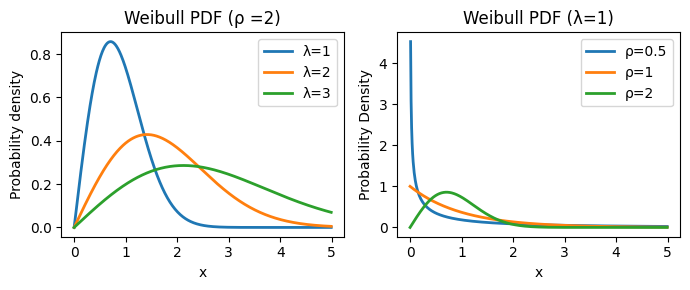 Weibull PDF (ρ =2)
Probability density
0.8
0.6
0.4
0.2
0.0
λ=1
λ=2
λ=3
0 1 2 3 4 5
x
Weibull PDF (λ=1)
Probability Density
4
3
2
1
0
ρ=0.5
ρ=1
ρ=2
0 1 2 3 4 5
x